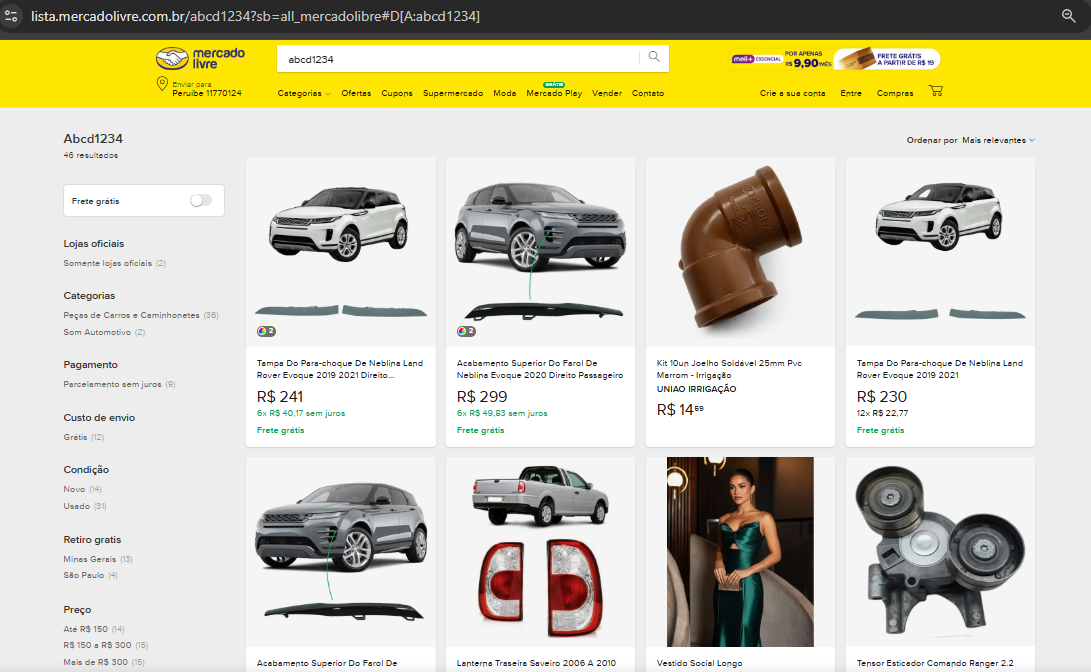 lista.mercadolivre.com.br/abcd1234?sb=all_mercadolibre#D[A:abcd1234]
mercado
livre
abcd1234
meli+ ESSENCIAL
POR APENAS
R$ 9,90/MÊS
FRETE GRÁTIS
A PARTIR DE R$ 19
Enviar para
Peruíbe 11770124
GRÁTIS
Categorias Ofertas Cupons Supermercado Moda Mercado Play Vender Contato
Crie a sua conta Entre Compras
Abcd1234
46 resultados
Ordenar por Mais relevantes
Frete grátis
Lojas oficiais
Somente lojas oficiais (2)
Categorias
Peças de Carros e Caminhonetes (36)
Som Automotivo (2)
Pagamento
Parcelamento sem juros (9)
Custo de envio
Grátis (12)
Condição
Novo (14)
Usado (31)
Retiro gratis
Minas Gerais (13)
São Paulo (4)
Preço
Até R$ 150 (14)
R$ 150 a R$ 300 (15)
Mais de R$ 300 (15)
2
Tampa Do Para-choque De Neblina Land
Rover Evoque 2019 2021 Direito...
R$ 241
6x R$ 40,17 sem juros
Frete grátis
2
Acabamento Superior Do Farol De
Neblina Evoque 2020 Direito Passageiro
R$ 299
6x R$ 49,83 sem juros
Frete grátis
Kit 10un Joelho Soldável 25mm Pvc
Marrom - Irrigação
UNIAO IRRIGAÇÃO
R$ 14 59
Tampa Do Para-choque De Neblina Land
Rover Evoque 2019 2021
R$ 230
12x R$ 22,77
Frete grátis
Acabamento Superior Do Farol De
Lanterna Traseira Saveiro 2006 A 2010
Vestido Social Longo
Tensor Esticador Comando Ranger 2.2